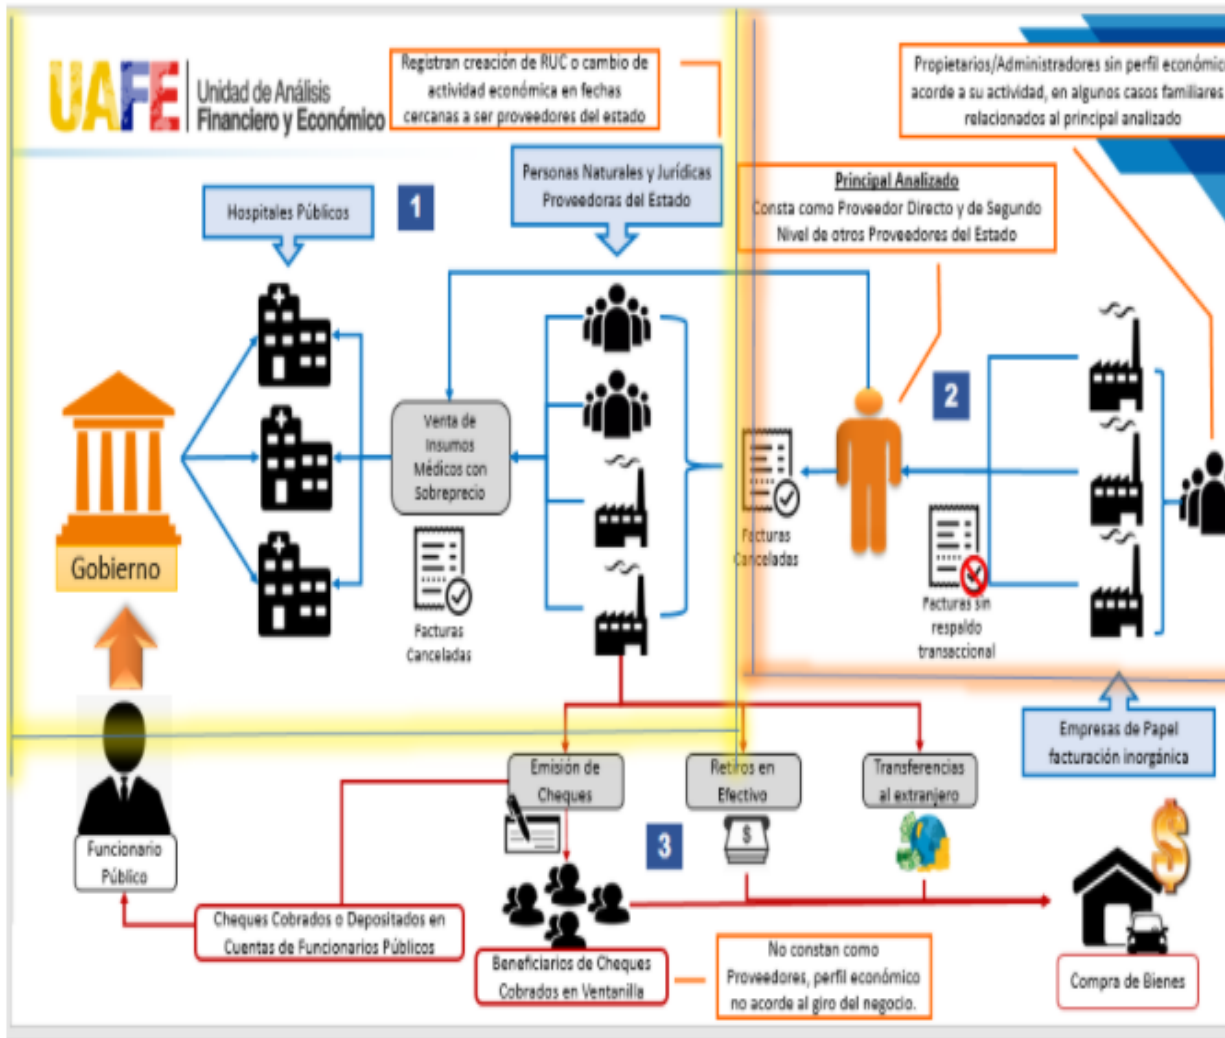 UAFE
Unidad de Análisis
Financiero y Económico
Registran creación de RUC o cambio de
actividad económica en fechas
cercanas a ser proveedores del estado
Propietarios/Administradores sin perfil económico
acorde a su actividad, en algunos casos familiares
relacionados al principal analizado
Hospitales Públicos
1
Personas Naturales y Jurídicas
Proveedoras del Estado
Principal Analizado
Consta como Proveedor Directo y de Segundo
Nivel de otros Proveedores del Estado
2
Venta de
Insumos
Médicos con
Sobreprecio
Facturas
Canceladas
Facturas
Canceladas
Facturas sin
respaldo
transaccional
Gobierno
Empresas de Papel
facturación inorgánica
Emisión de
Cheques
Retiros en
Efectivo
$
Transferencias
al extranjero
3
$
Funcionario
Público
Cheques Cobrados o Depositados en
Cuentas de Funcionarios Públicos
Beneficiarios de Cheques
Cobrados en Ventanilla
No constan como
Proveedores, perfil económico
no acorde al giro del negocio.
Compra de Bienes